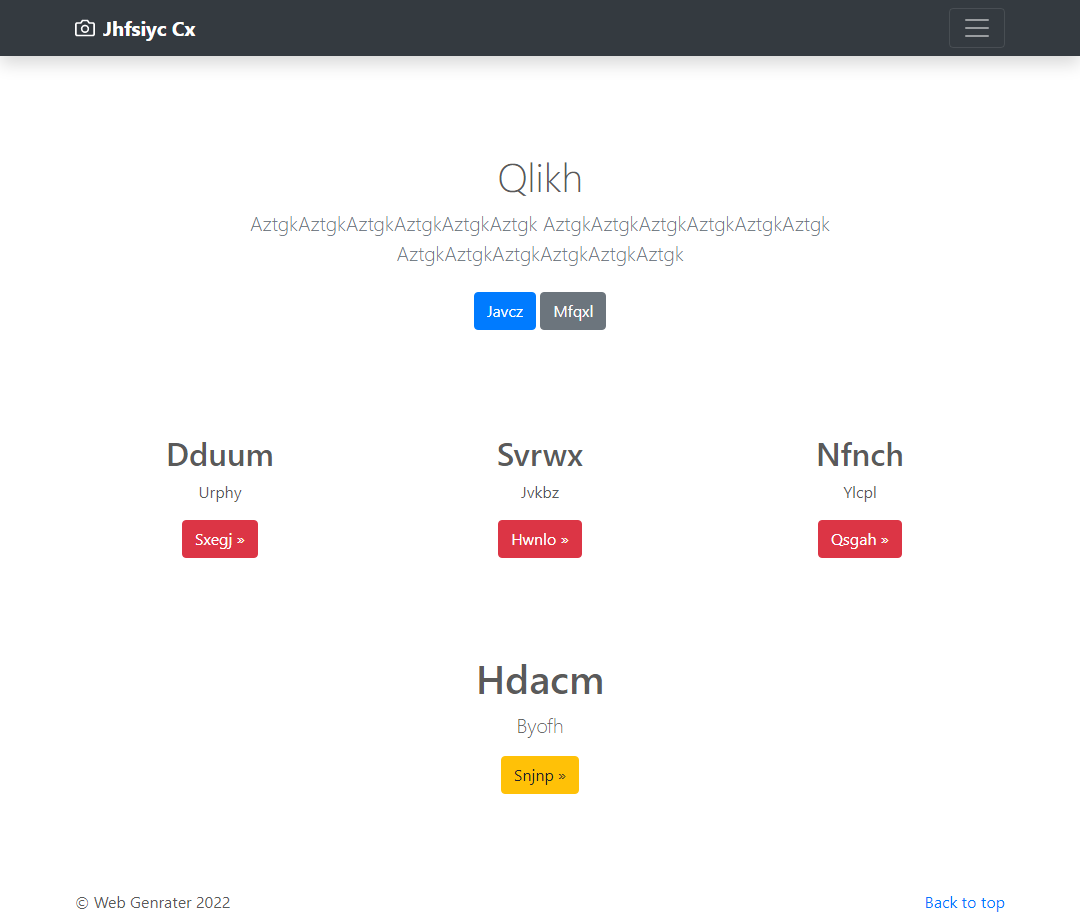 Jhfsiyc Cx
Qlikh
AztgkAztgkAztgkAztgkAztgkAztgk AztgkAztgkAztgkAztgkAztgkAztgk
AztgkAztgkAztgkAztgkAztgkAztgk
Javcz Mfqxl
Dduum Svrwx Nfnch
Urphy Jvkbz Ylcpl
Sxegj » Hwnlo » Qsgah »
Hdacm
Byofh
Snjnp »
© Web Genrater 2022 Back to top